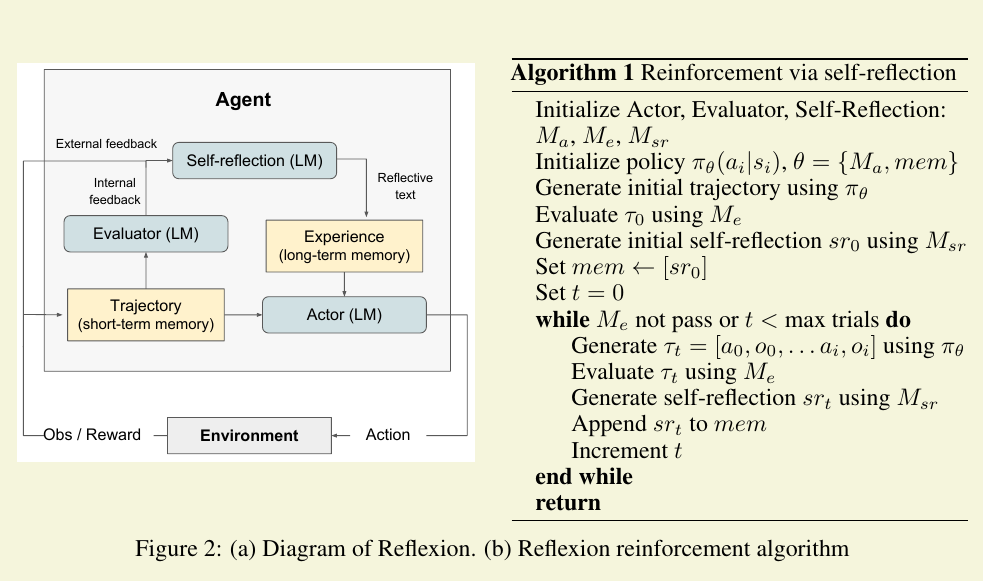 Agent
External feedback
Self-reflection (LM)
Internal
feedback
Reflective
text
Evaluator (LM)
Experience
(long-term memory)
Trajectory
(short-term memory)
Actor (LM)
Obs / Reward
Environment
Action
Algorithm 1 Reinforcement via self-reflection
Initialize Actor, Evaluator, Self-Reflection:
$M_a$, $M_e$, $M_{sr}$
Initialize policy $\pi_\theta(a_i|s_i)$, $\theta = \{M_a, mem\}$
Generate initial trajectory using $\pi_\theta$
Evaluate $\tau_0$ using $M_e$
Generate initial self-reflection $sr_0$ using $M_{sr}$
Set $mem \leftarrow [sr_0]$
Set $t = 0$
while $M_e$ not pass or $t <$ max trials do
Generate $\tau_t = [a_0, o_0, \ldots a_i, o_i]$ using $\pi_\theta$
Evaluate $\tau_t$ using $M_e$
Generate self-reflection $sr_t$ using $M_{sr}$
Append $sr_t$ to $mem$
Increment $t$
end while
return
Figure 2: (a) Diagram of Reflexion. (b) Reflexion reinforcement algorithm